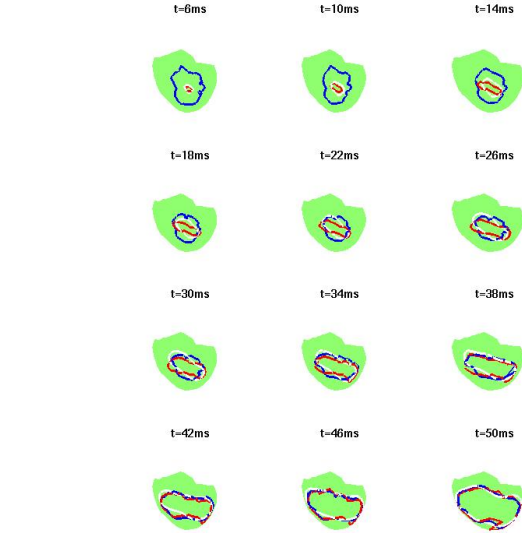 t=6ms
t=10ms
t=14ms
t=18ms
t=22ms
t=26ms
t=30ms
t=34ms
t=38ms
t=42ms
t=46ms
t=50ms